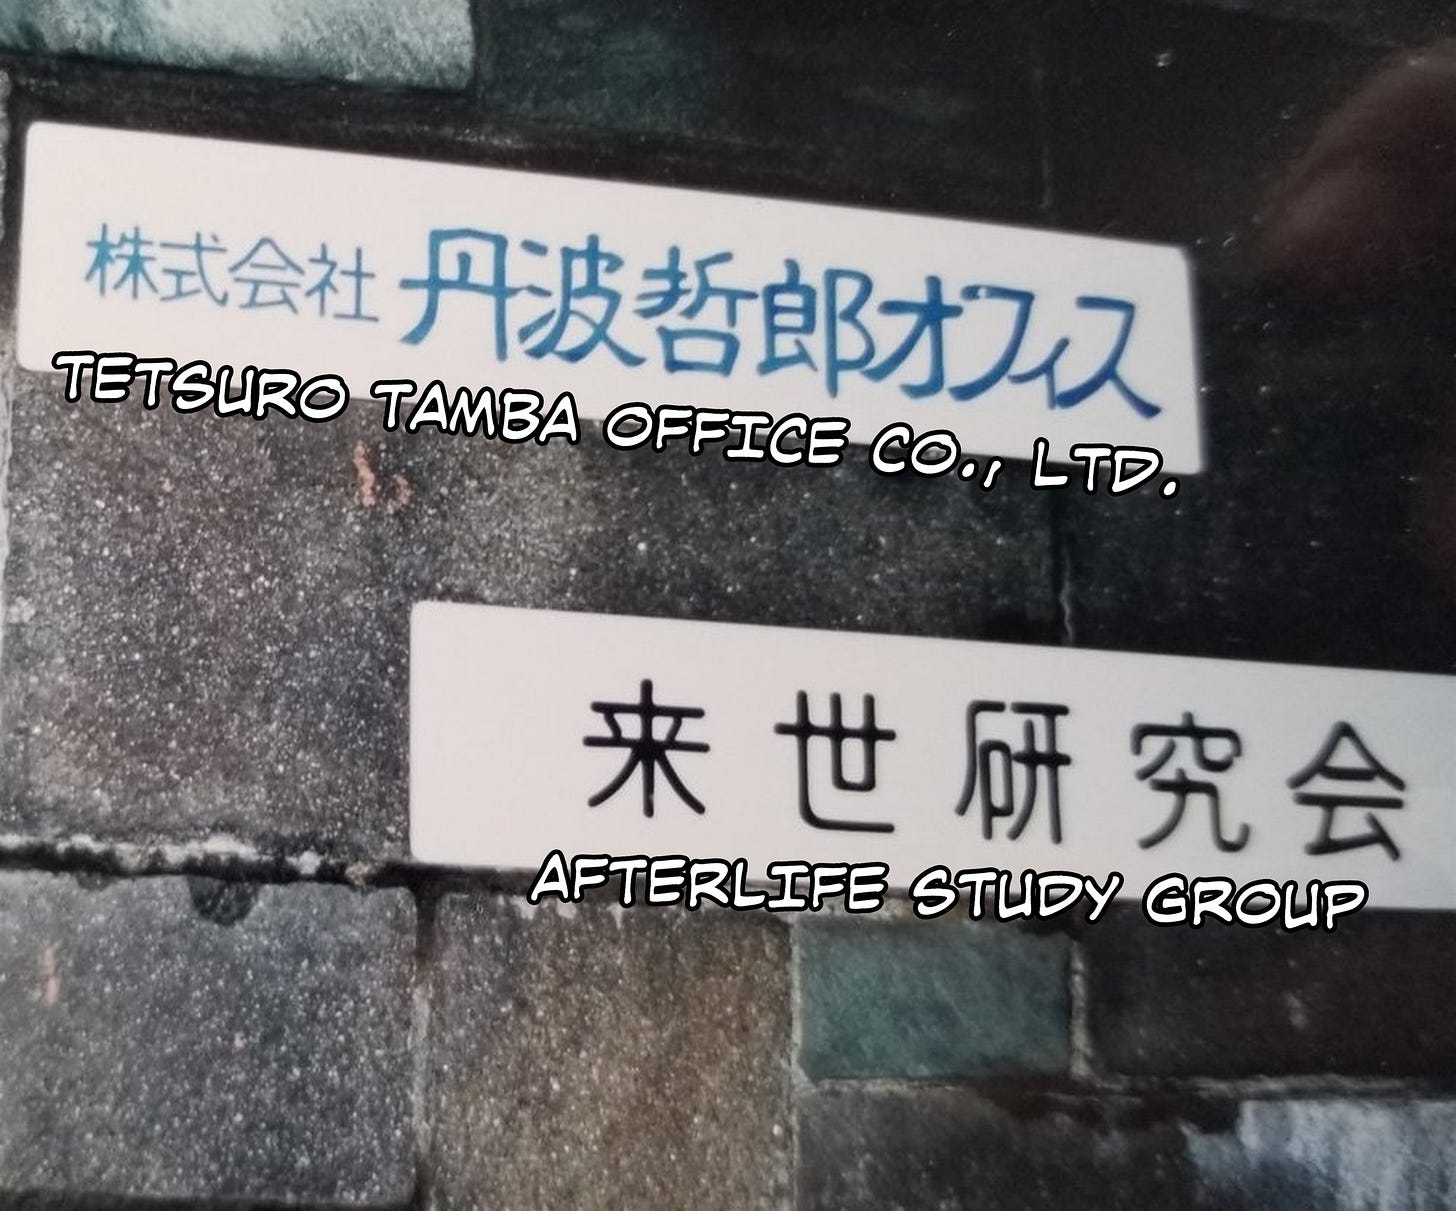 株式会社 丹波哲郎オフィス
TETSURO TAMBA OFFICE CO., LTD.
来世研究会
AFTERLIFE STUDY GROUP